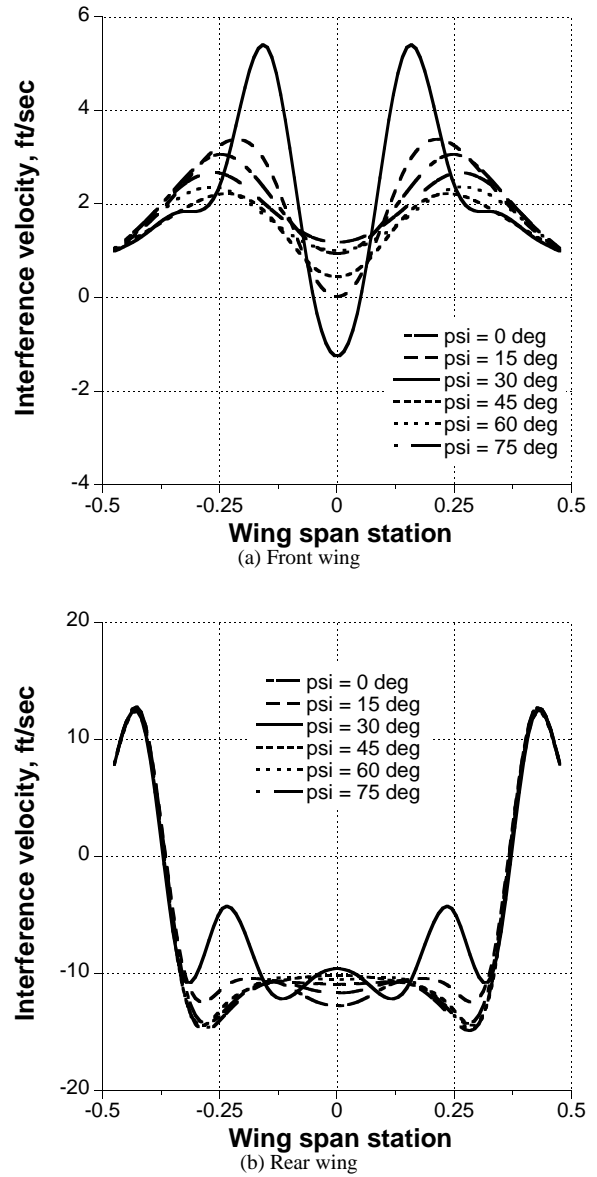 6
4
2
0
-2
-4
Interference velocity, ft/sec
psi = 0 deg
psi = 15 deg
psi = 30 deg
psi = 45 deg
psi = 60 deg
psi = 75 deg
-0.5 -0.25 0 0.25 0.5
Wing span station
(a) Front wing
20
10
0
-10
-20
Interference velocity, ft/sec
psi = 0 deg
psi = 15 deg
psi = 30 deg
psi = 45 deg
psi = 60 deg
psi = 75 deg
-0.5 -0.25 0 0.25 0.5
Wing span station
(b) Rear wing